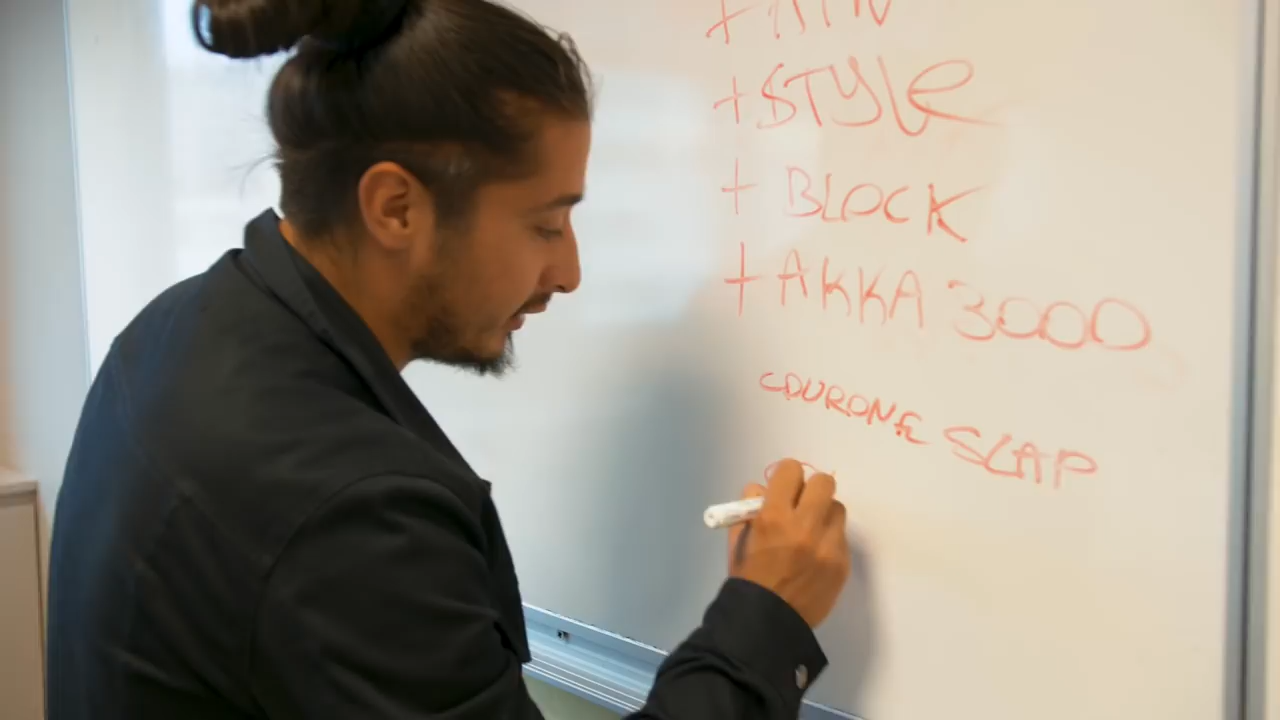 + STYLE
+ BLOCK
+ AKKA 3000
COURONE SLAP